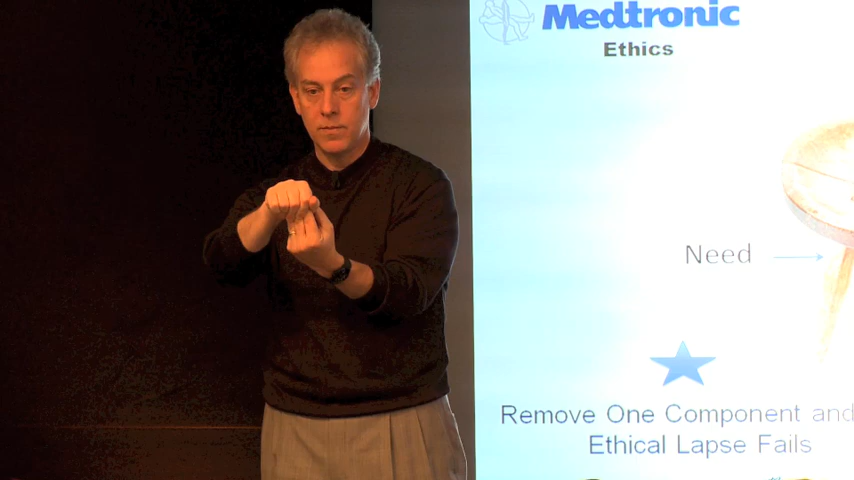 Medtronic
Ethics
Need
Remove One Component and
Ethical Lapse Fails